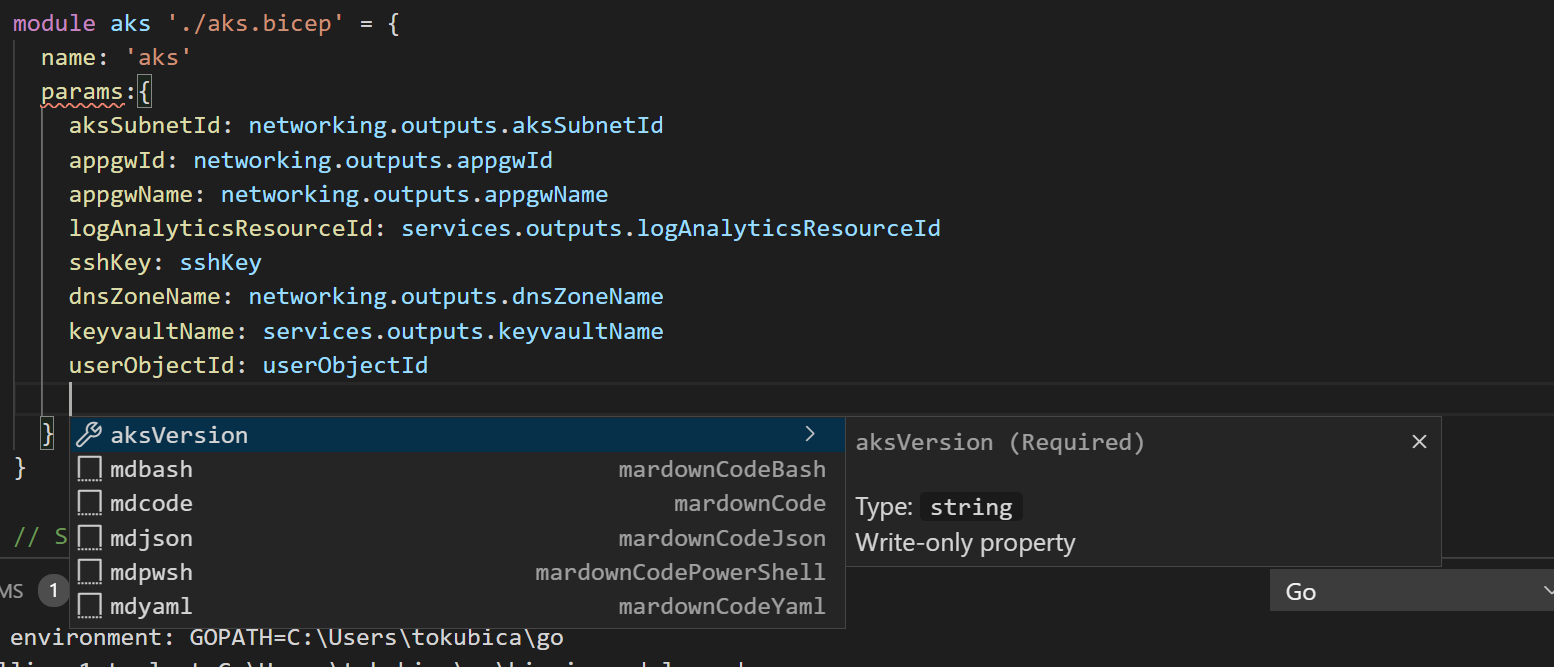 module aks './aks.bicep' = {
name: 'aks'
params:{
aksSubnetId: networking.outputs.aksSubnetId
appgwId: networking.outputs.appgwId
appgwName: networking.outputs.appgwName
logAnalyticsResourceId: services.outputs.logAnalyticsResourceId
sshKey: sshKey
dnsZoneName: networking.outputs.dnsZoneName
keyvaultName: services.outputs.keyvaultName
userObjectId: userObjectId
}
}
// S
aksVersion
mdbash mardownCodeBash
mdcode mardownCode
mdjson mardownCodeJson
mdpwsh mardownCodePowerShell
mdyaml mardownCodeYaml
aksVersion (Required)
Type: string
Write-only property
MS 1
Go
environment: GOPATH=C:\Users\tokubica\go